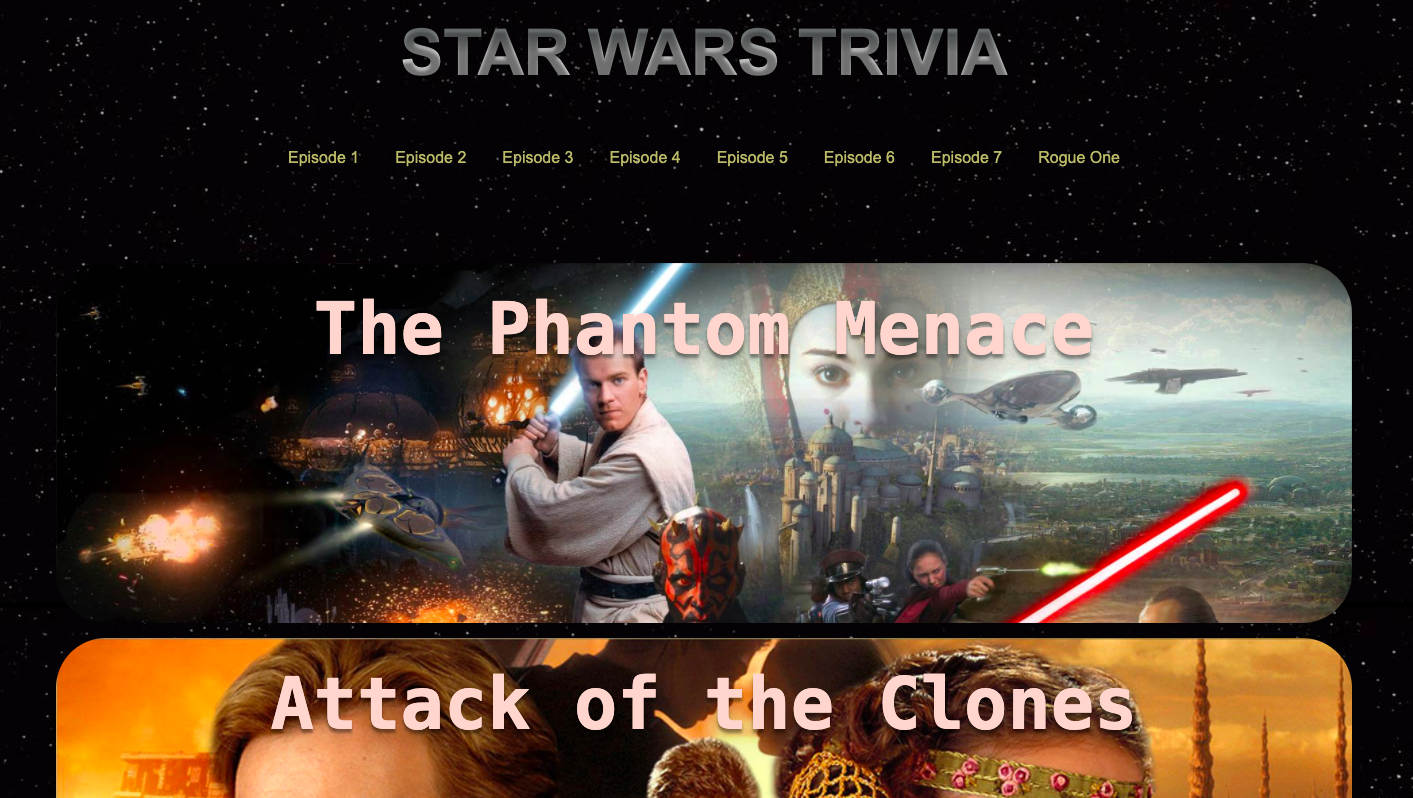 STAR WARS TRIVIA
Episode 1 Episode 2 Episode 3 Episode 4 Episode 5 Episode 6 Episode 7 Rogue One
The Phantom Menace
Attack of the Clones